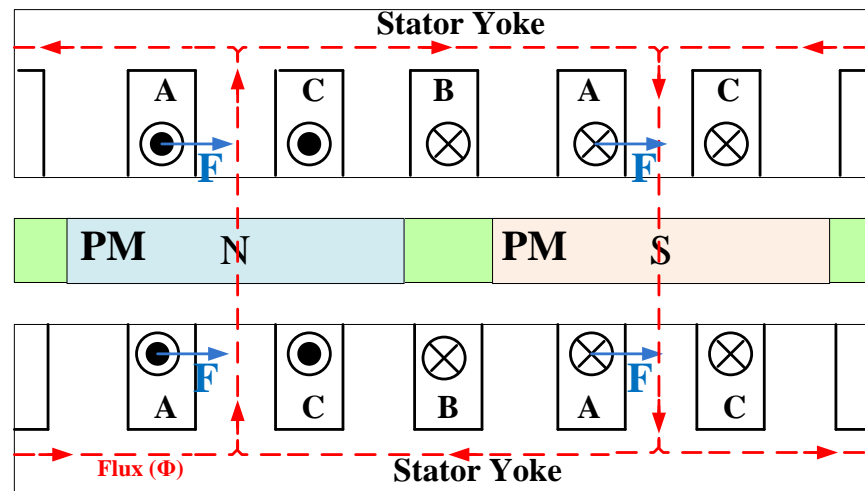 Stator Yoke
A C B A C
F F
PM N PM S
F F
A C B A C
Flux (Φ)
Stator Yoke